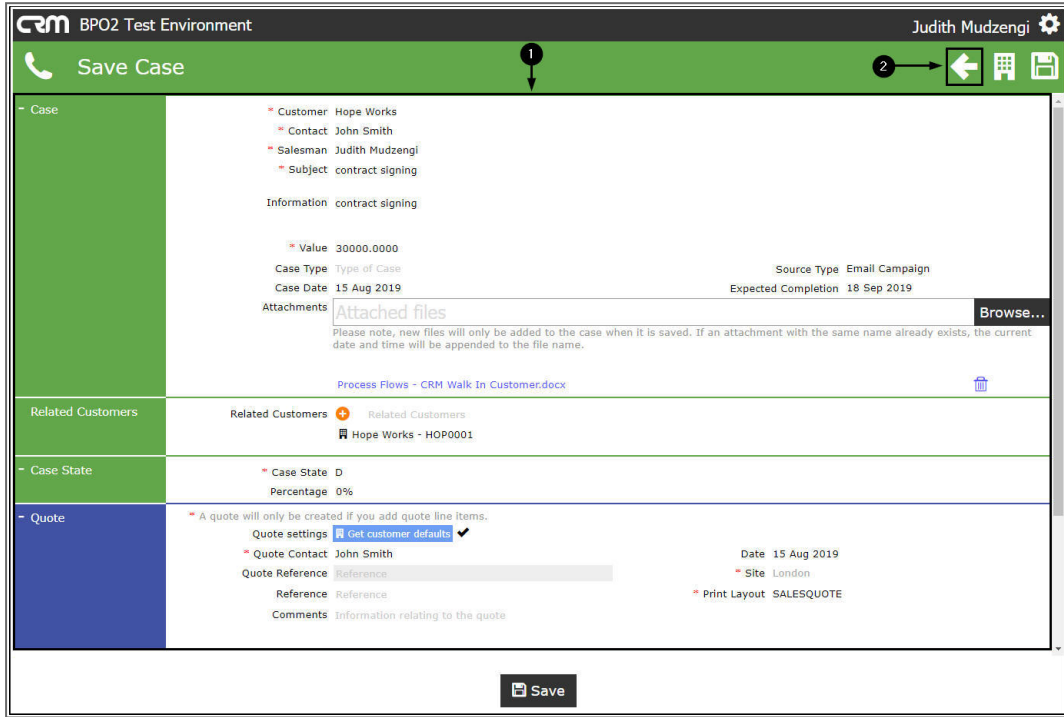 CRM BPO2 Test Environment Judith Mudzengi
Save Case 1 2
- Case
* Customer Hope Works
* Contact John Smith
* Salesman Judith Mudzengi
* Subject contract signing
Information contract signing
* Value 30000.0000
Case Type Type of Case Source Type Email Campaign
Case Date 15 Aug 2019 Expected Completion 18 Sep 2019
Attachments Attached files Browse...
Please note, new files will only be added to the case when it is saved. If an attachment with the same name already exists, the current
date and time will be appended to the file name.
Process Flows - CRM Walk In Customer.docx
Related Customers Related Customers Related Customers
Hope Works - HOP0001
- Case State * Case State D
Percentage 0%
- Quote * A quote will only be created if you add quote line items.
Quote settings Get customer defaults
* Quote Contact John Smith Date 15 Aug 2019
Quote Reference Reference * Site London
Reference Reference * Print Layout SALESQUOTE
Comments Information relating to the quote
Save